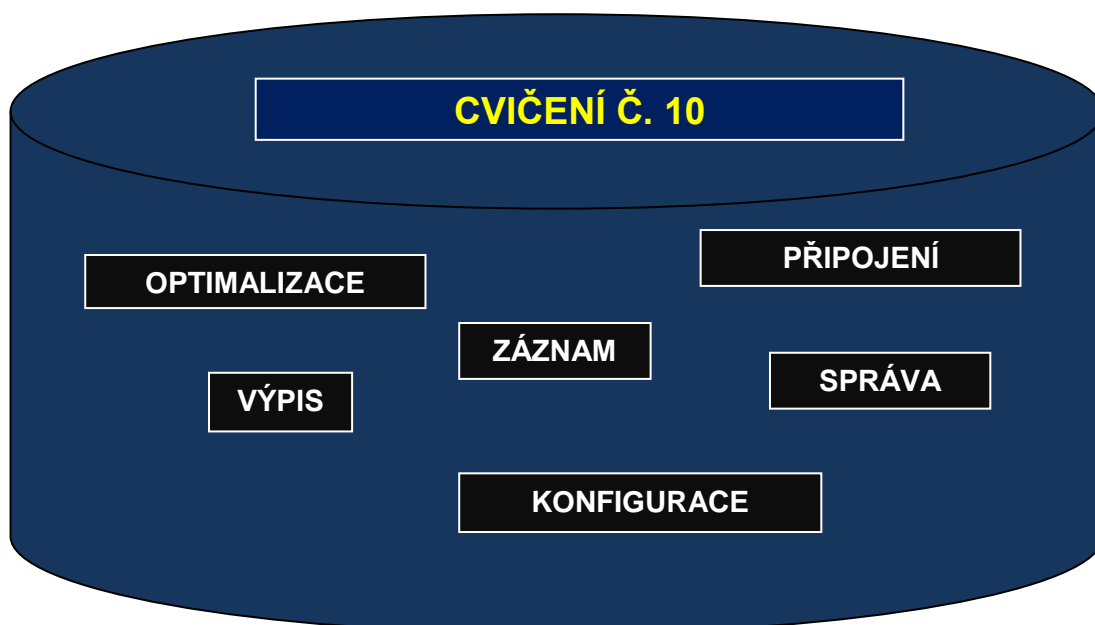 CVIČENÍ Č. 10
PŘIPOJENÍ
OPTIMALIZACE
ZÁZNAM
SPRÁVA
VÝPIS
KONFIGURACE